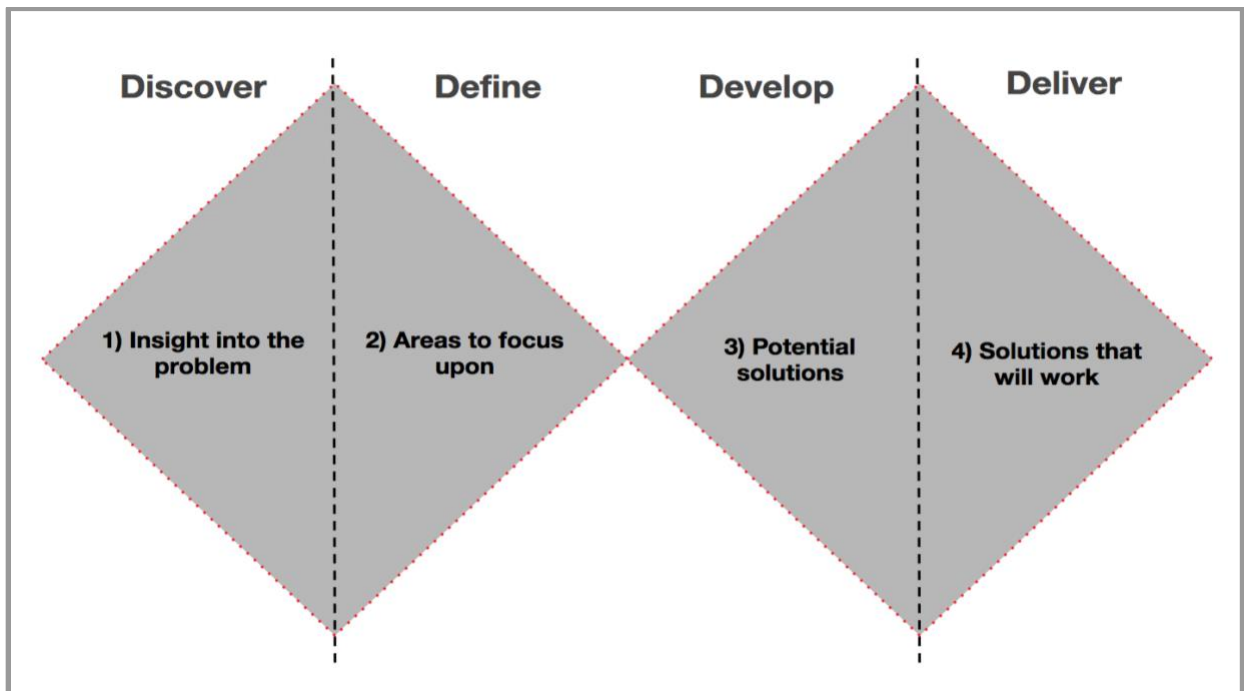 Discover
Define
Develop
Deliver
1) Insight into the
problem
2) Areas to focus
upon
3) Potential
solutions
4) Solutions that
will work